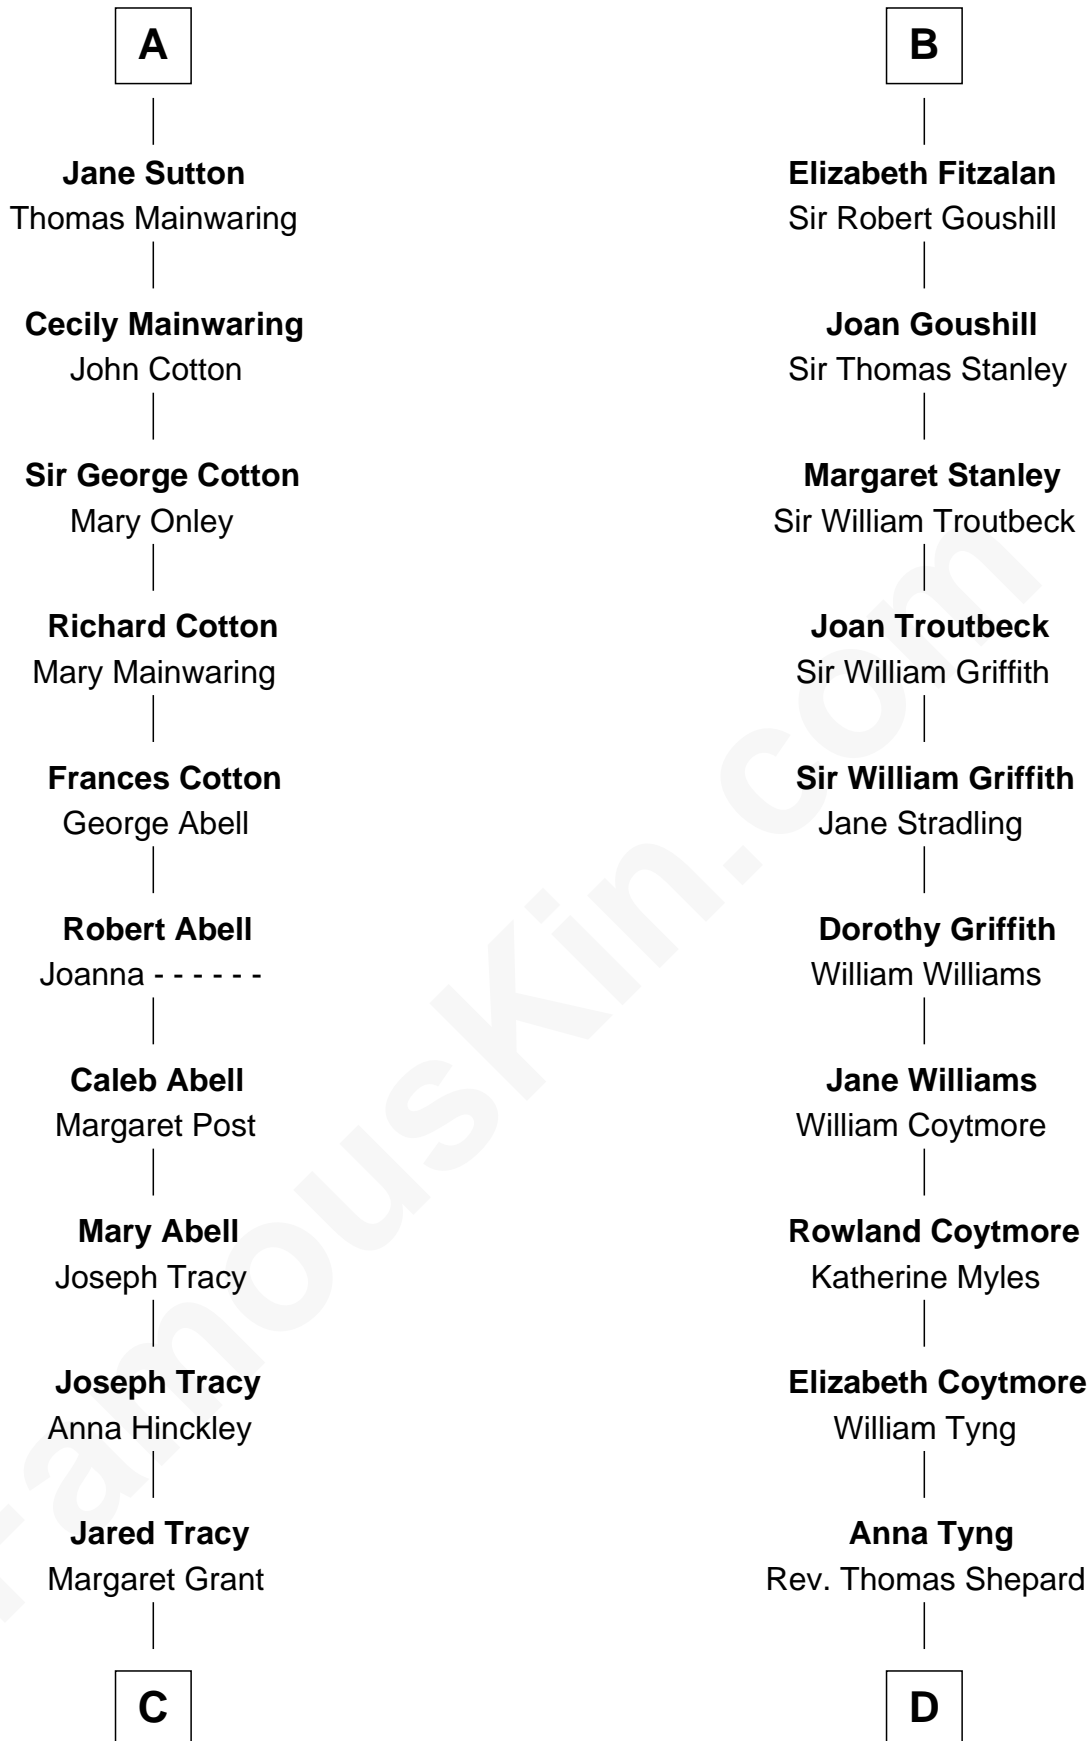 A
Jane Sutton
Thomas Mainwaring
Cecily Mainwaring
John Cotton
Sir George Cotton
Mary Onley
Richard Cotton
Mary Mainwaring
Frances Cotton
George Abell
Robert Abell
Joanna - - - - - -
Caleb Abell
Margaret Post
Mary Abell
Joseph Tracy
Joseph Tracy
Anna Hinckley
Jared Tracy
Margaret Grant
C
B
Elizabeth Fitzalan
Sir Robert Goushill
Joan Goushill
Sir Thomas Stanley
Margaret Stanley
Sir William Troutbeck
Joan Troutbeck
Sir William Griffith
Sir William Griffith
Jane Stradling
Dorothy Griffith
William Williams
Jane Williams
William Coytmore
Rowland Coytmore
Katherine Myles
Elizabeth Coytmore
William Tyng
Anna Tyng
Rev. Thomas Shepard
D
FamousKin.com